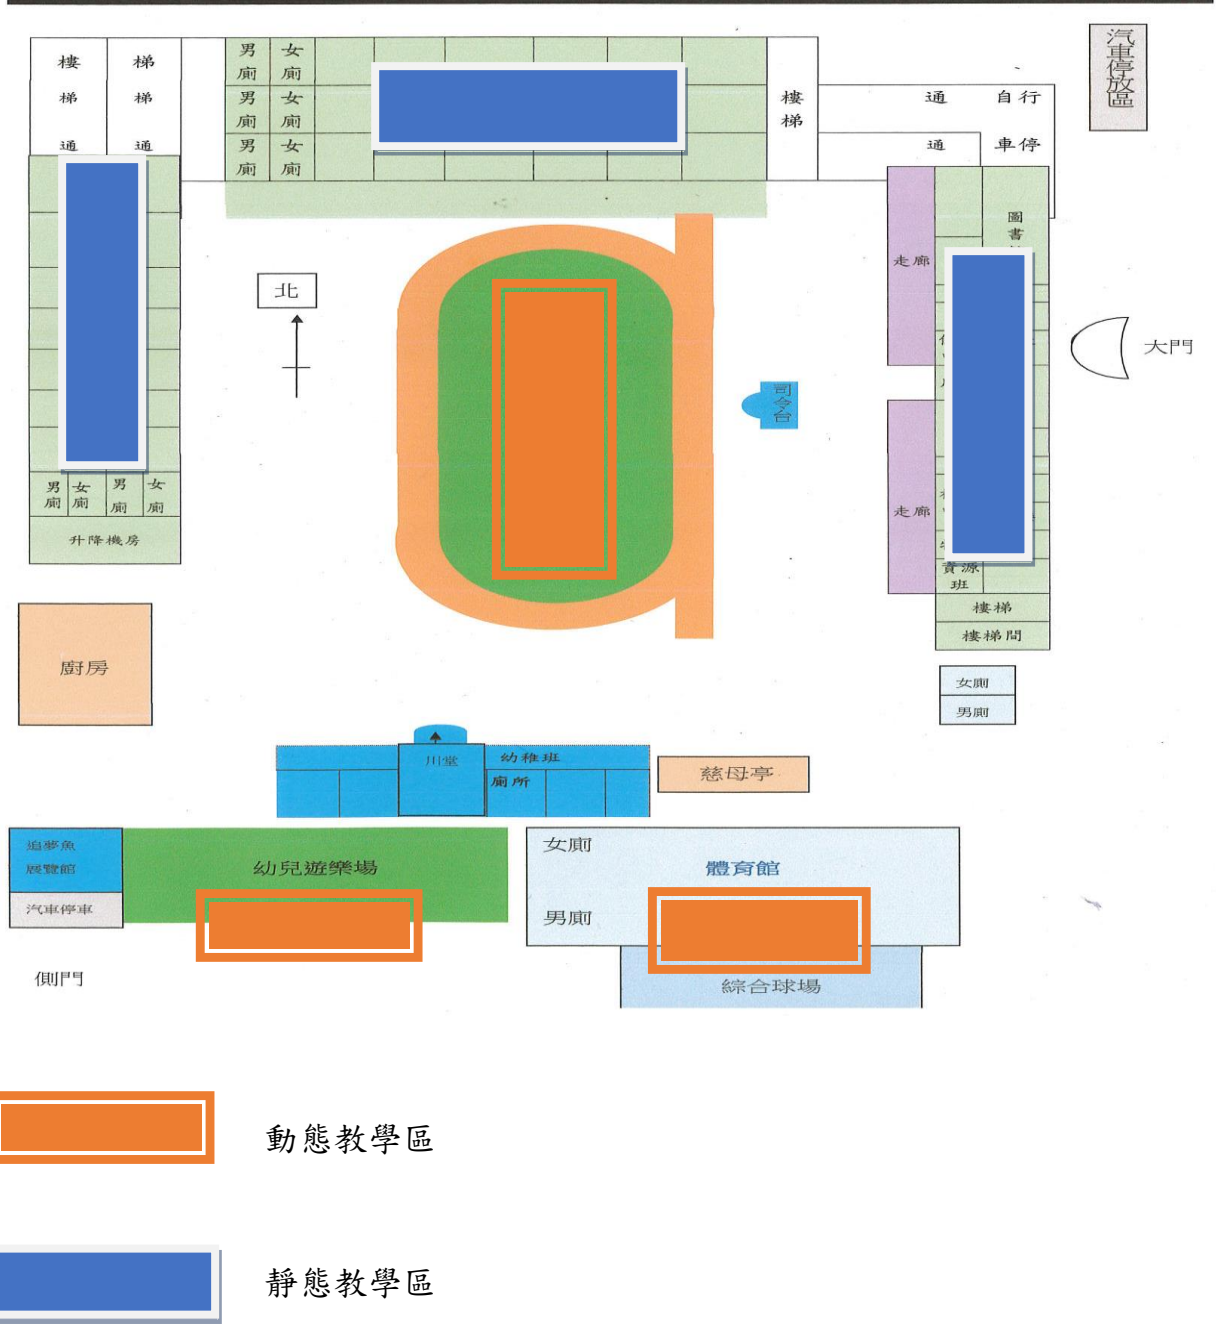 汽車停放區
樓 梯
梯 梯
通 通
男廁 女廁
男廁 女廁
男廁 女廁
樓梯
通 自行
通 車停
圖書
走廊
北
大門
司令台
走廊
男廁 女廁 男廁 女廁
升降機房
資源班
樓梯
樓梯間
廚房
女廁
男廁
川堂 幼稚班
廁所
慈母亭
追夢魚
展覽館
幼兒遊樂場
女廁
體育館
汽車停車
男廁
側門
綜合球場
動態教學區
靜態教學區